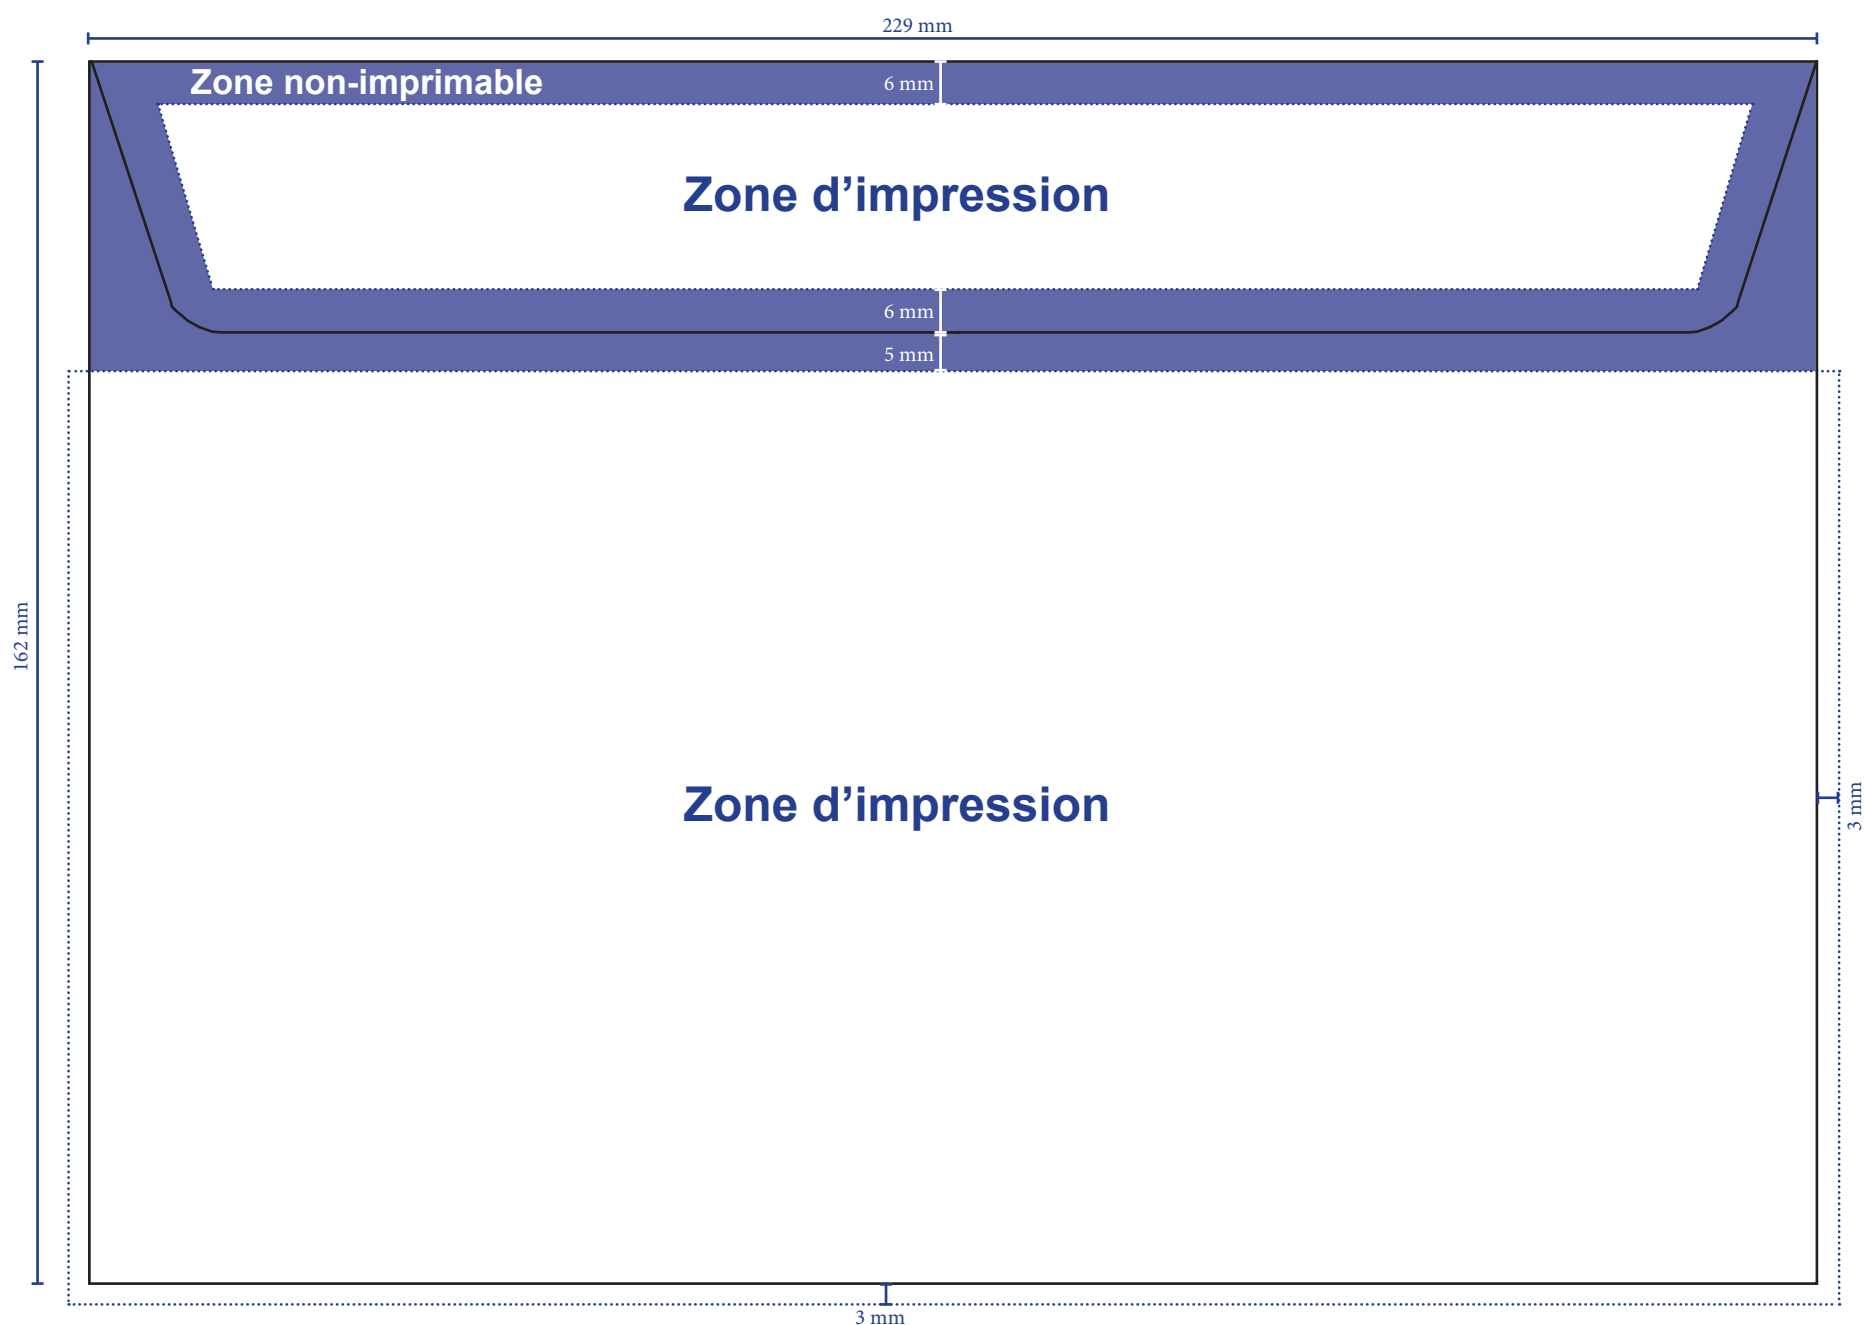 229 mm
Zone non-imprimable
6 mm
Zone d’impression
6 mm
5 mm
162 mm
Zone d’impression
3 mm
3 mm